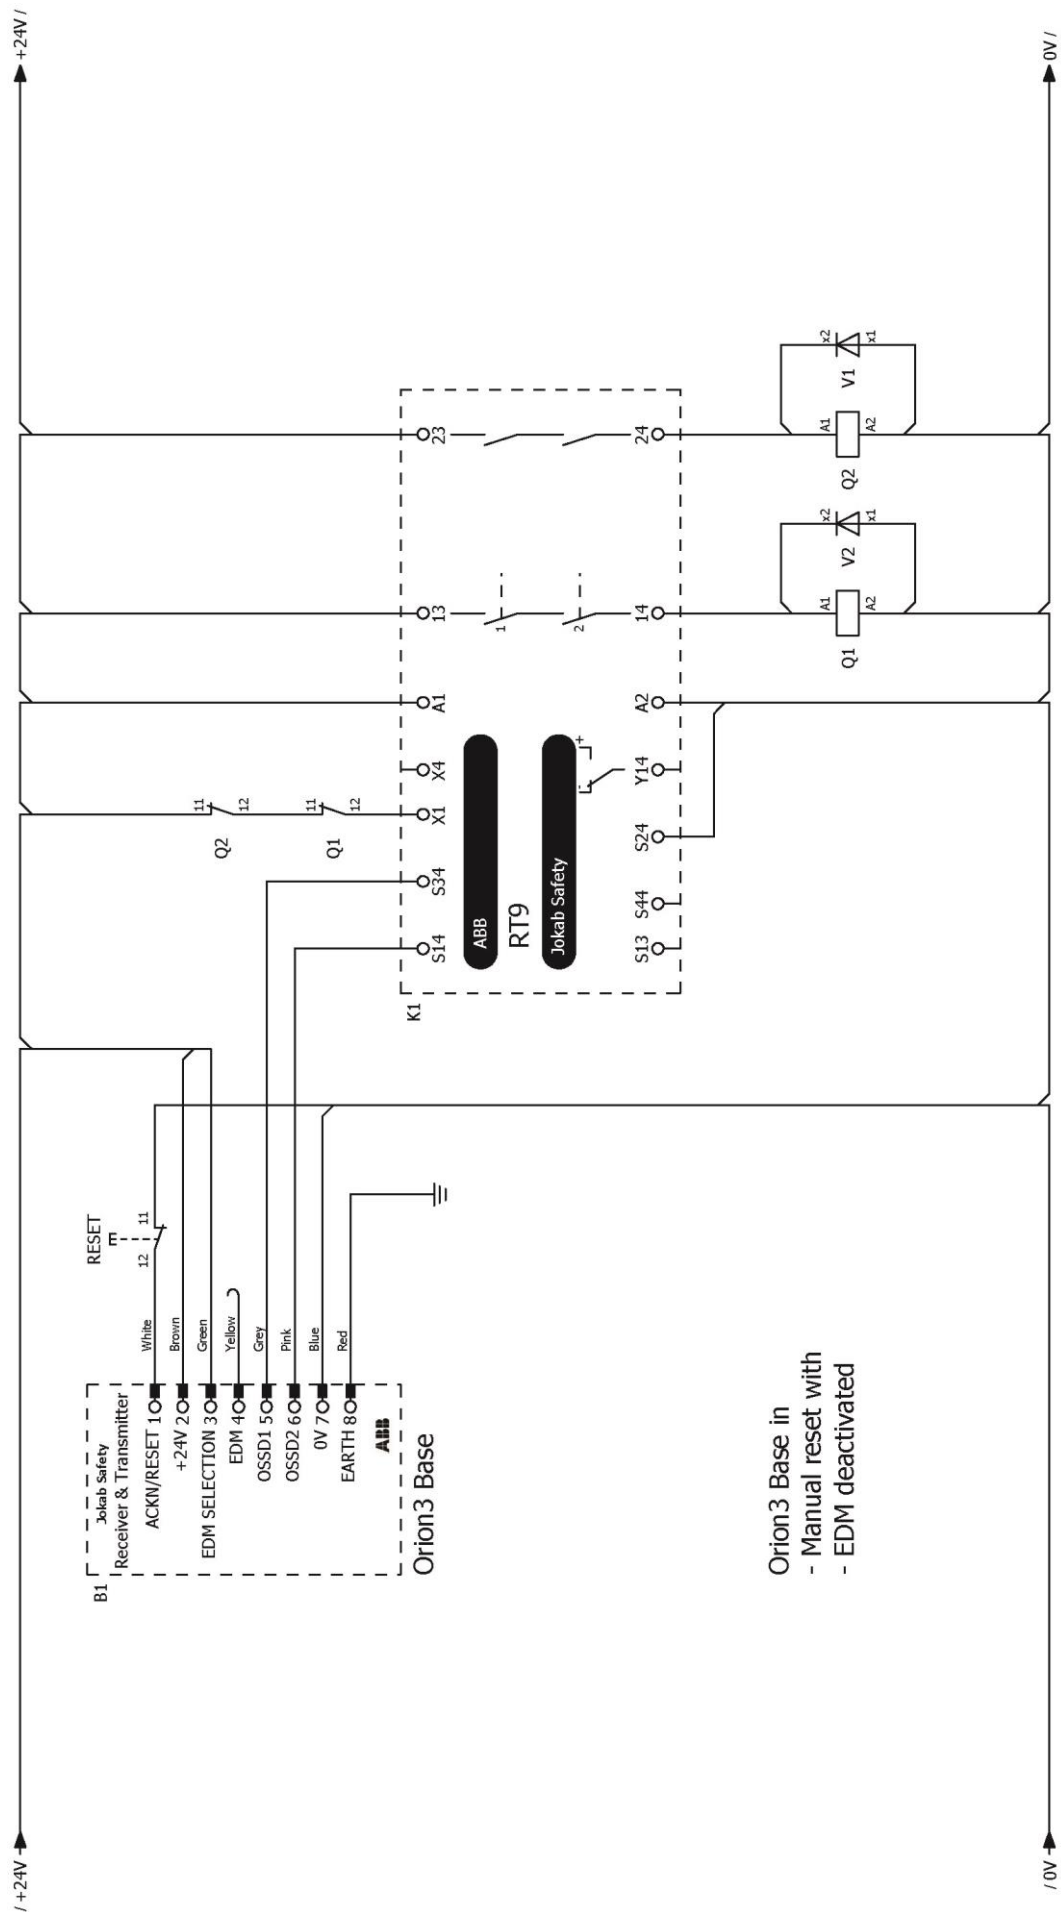 / +24V
+24V /
B1
Jokab Safety
Receiver & Transmitter
ACKN/RESET 1
+24V 2
EDM SELECTION 3
EDM 4
OSSD1 5
OSSD2 6
0V 7
EARTH 8
ABB
Orion3 Base
White
Brown
Green
Yellow
Grey
Pink
Blue
Red
RESET
12
11
Q2
11
12
Q1
11
12
K1
S14
S34
X1
X4
A1
13
23
ABB
RT9
Jokab Safety
- +
1
2
S13
S44
S24
Y14
A2
14
24
Q1
A1
A2
V2
x2
x1
Q2
A1
A2
V1
x2
x1
Orion3 Base in
- Manual reset with
- EDM deactivated
/ 0V
0V /